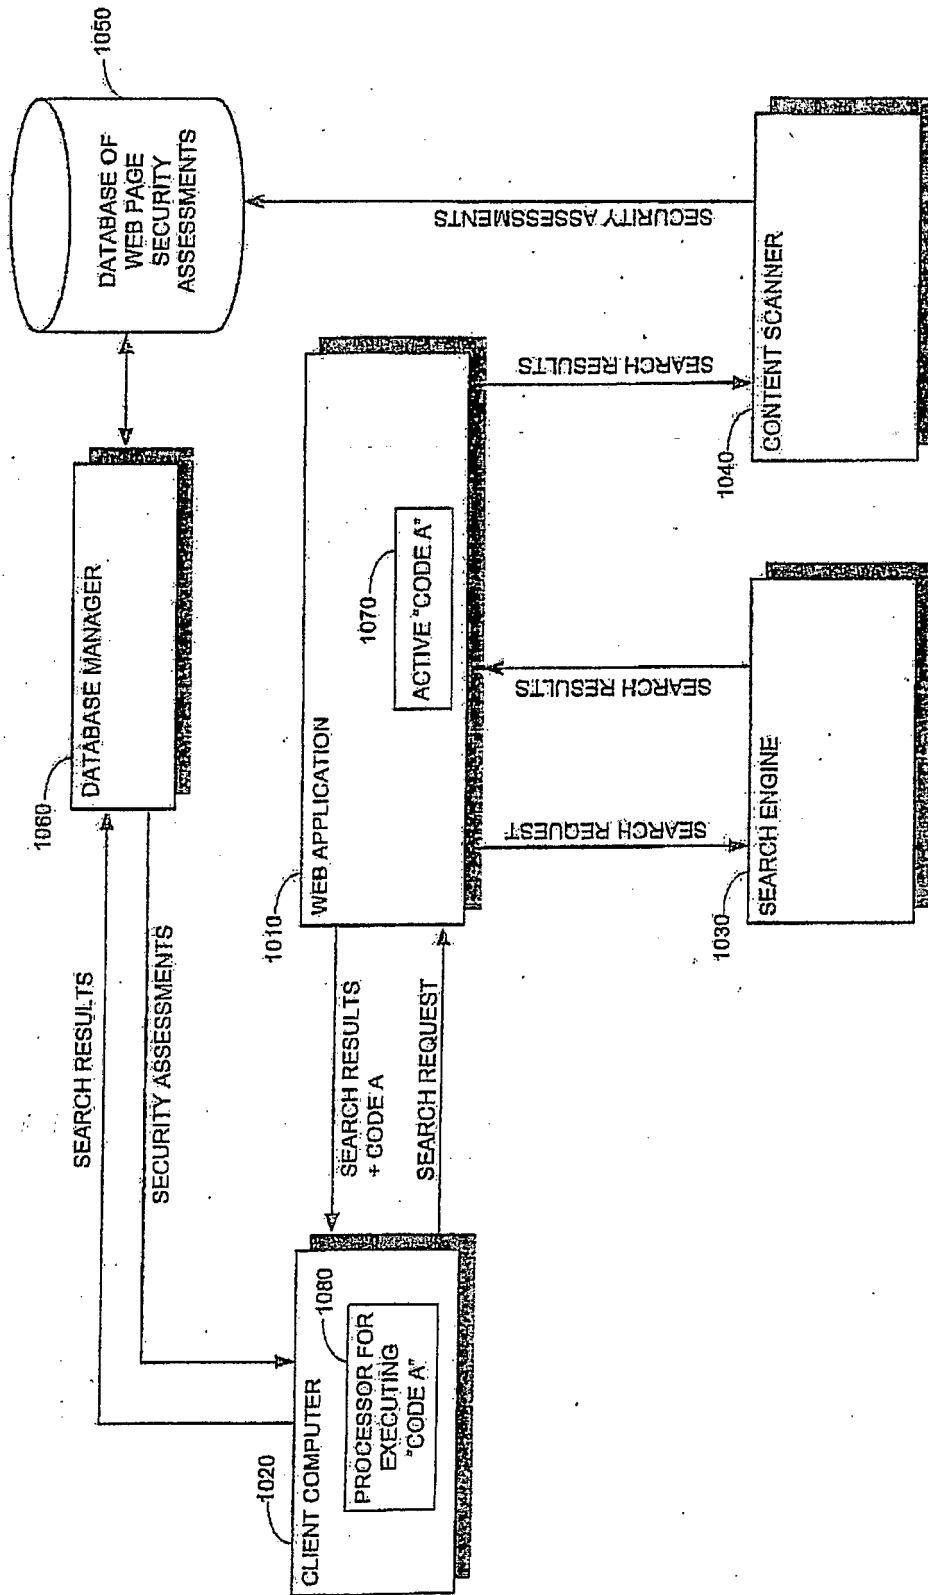 1020
CLIENT COMPUTER
1080
PROCESSOR FOR
EXECUTING
"CODE A"
SEARCH RESULTS
SECURITY ASSESSMENTS
SEARCH RESULTS
+ CODE A
SEARCH REQUEST
1060
DATABASE MANAGER
1050
DATABASE OF
WEB PAGE
SECURITY
ASSESSMENTS
1010
WEB APPLICATION
1070
ACTIVE "CODE A"
SEARCH REQUEST
SEARCH RESULTS
SEARCH RESULTS
SECURITY ASSESSMENTS
1030
SEARCH ENGINE
1040
CONTENT SCANNER